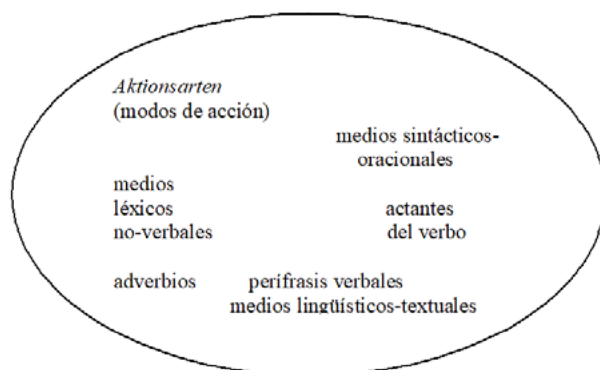 Aktionsarten
(modos de acción)
medios sintácticos-
oracionales
medios
léxicos
no-verbales
actantes
del verbo
adverbios
perífrasis verbales
medios lingüísticos-textuales